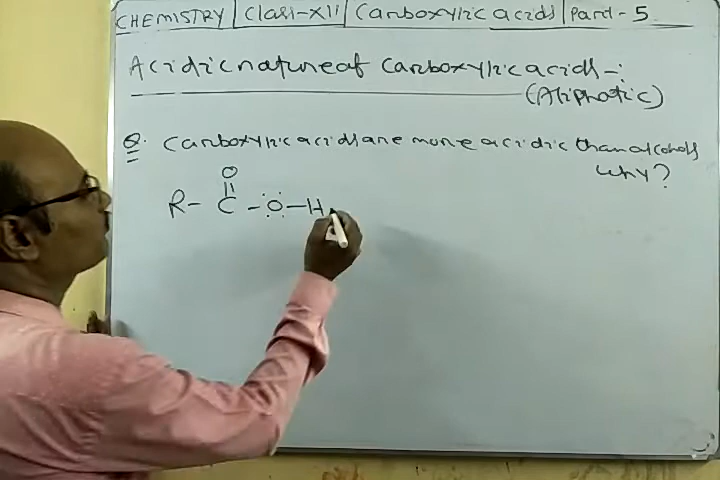 CHEMISTRY | Class-XII | Carboxylic acids | Part-5
Acidic nature of Carboxylic acids-:
(Aliphatic)
Q. Carboxylic acids are more acidic than alcohols
Why?
O
R-C-O-H